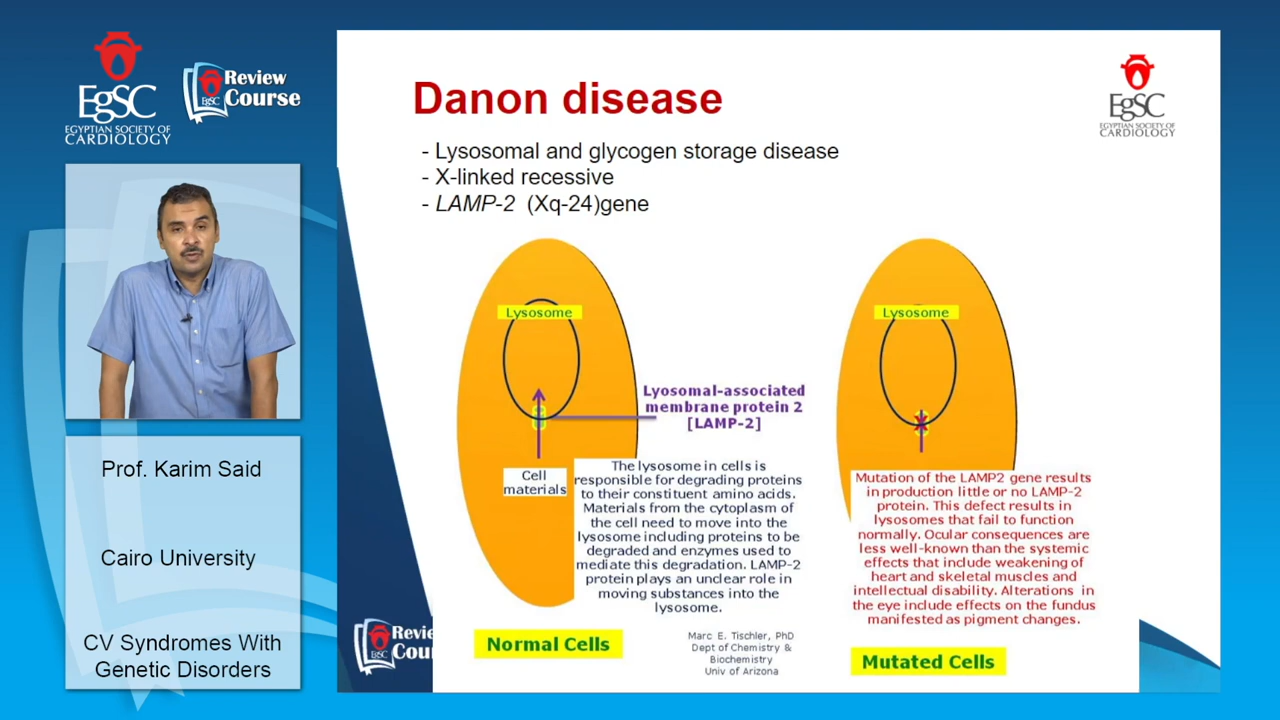 EgSC
EGYPTIAN SOCIETY OF
CARDIOLOGY
EgSC
Review
Course
Prof. Karim Said
Cairo University
CV Syndromes With
Genetic Disorders
EgSC
EGYPTIAN SOCIETY OF
CARDIOLOGY
Danon disease
- Lysosomal and glycogen storage disease
- X-linked recessive
- LAMP-2 (Xq-24)gene
Lysosome
Lyosomal-associated
membrane protein 2
[LAMP-2]
Cell
materials
The lysosome in cells is
responsible for degrading proteins
to their constituent amino acids.
Materials from the cytoplasm of
the cell need to move into the
lysosome including proteins to be
degraded and enzymes used to
mediate this degradation. LAMP-2
protein plays an unclear role in
moving substances into the
lysosome.
Normal Cells
Marc E. Tischler, PhD
Dept of Chemistry &
Biochemistry
Univ of Arizona
Lysosome
X
Mutation of the LAMP2 gene results
in production little or no LAMP-2
protein. This defect results in
lysosomes that fail to function
normally. Ocular consequences are
less well-known than the systemic
effects that include weakening of
heart and skeletal muscles and
intellectual disability. Alterations in
the eye include effects on the fundus
manifested as pigment changes.
Mutated Cells
EgSC
Revie
Cou